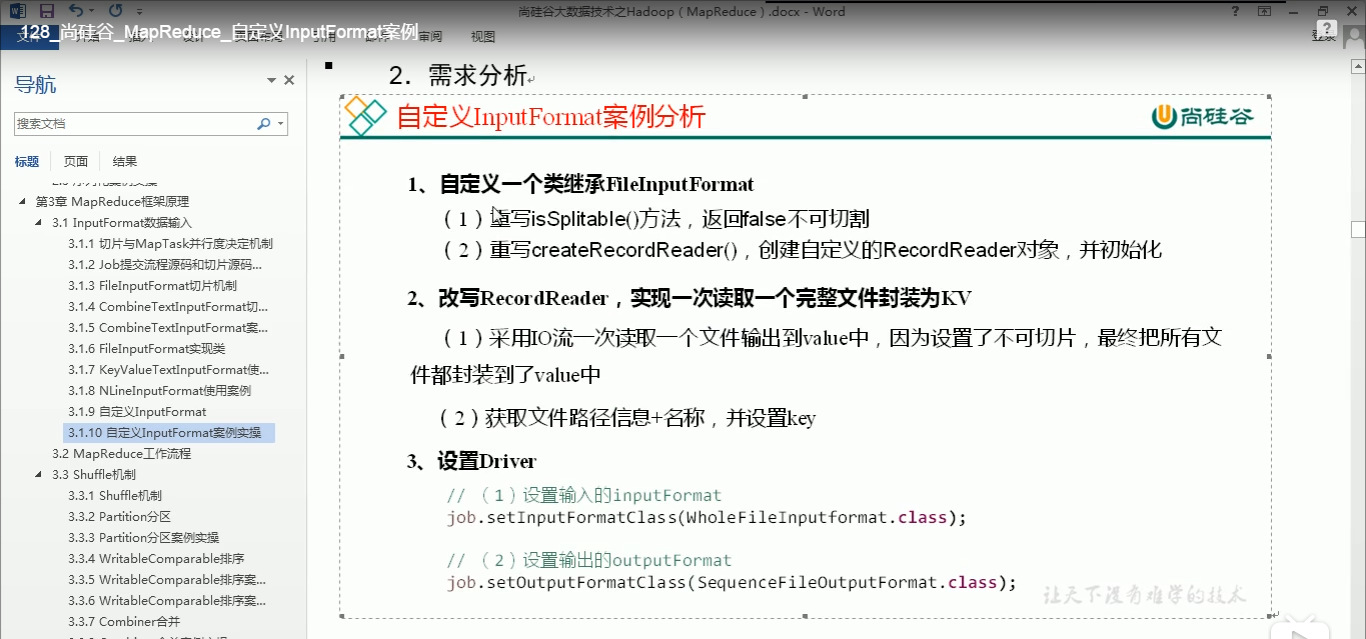 尚硅谷大数据技术之Hadoop（MapReduce）.docx - Word
128_尚硅谷_MapReduce_自定义InputFormat案例
文件
审阅
视图
登录
导航
搜索文档
标题
页面
结果
第3章 MapReduce框架原理
3.1 InputFormat数据输入
3.1.1 切片与MapTask并行度决定机制
3.1.2 Job提交流程源码和切片源码...
3.1.3 FileInputFormat切片机制
3.1.4 CombineTextInputFormat切...
3.1.5 CombineTextInputFormat案...
3.1.6 FileInputFormat实现类
3.1.7 KeyValueTextInputFormat使...
3.1.8 NLineInputFormat使用案例
3.1.9 自定义InputFormat
3.1.10 自定义InputFormat案例实操
3.2 MapReduce工作流程
3.3 Shuffle机制
3.3.1 Shuffle机制
3.3.2 Partition分区
3.3.3 Partition分区案例实操
3.3.4 WritableComparable排序
3.3.5 WritableComparable排序案...
3.3.6 WritableComparable排序案...
3.3.7 Combiner合并
2．需求分析
自定义InputFormat案例分析
尚硅谷
1、自定义一个类继承FileInputFormat
（1）重写isSplitable()方法，返回false不可切割
（2）重写createRecordReader()，创建自定义的RecordReader对象，并初始化
2、改写RecordReader，实现一次读取一个完整文件封装为KV
（1）采用IO流一次读取一个文件输出到value中，因为设置了不可切片，最终把所有文
件都封装到了value中
（2）获取文件路径信息+名称，并设置key
3、设置Driver
// （1）设置输入的inputFormat
job.setInputFormatClass(WholeFileInputformat.class);
// （2）设置输出的outputFormat
job.setOutputFormatClass(SequenceFileOutputFormat.class);
让天下没有难学的技术